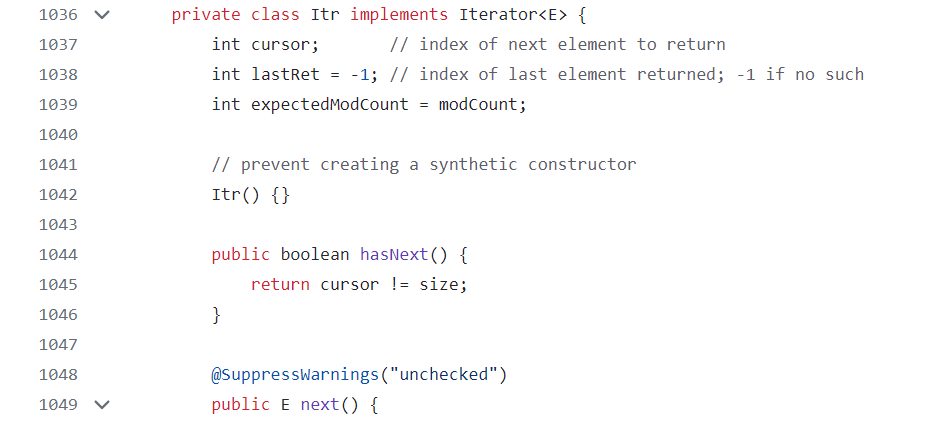 1036 private class Itr implements Iterator<E> {
1037 int cursor;       // index of next element to return
1038 int lastRet = -1; // index of last element returned; -1 if no such
1039 int expectedModCount = modCount;
1040
1041 // prevent creating a synthetic constructor
1042 Itr() {}
1043
1044 public boolean hasNext() {
1045 return cursor != size;
1046 }
1047
1048 @SuppressWarnings("unchecked")
1049 public E next() {